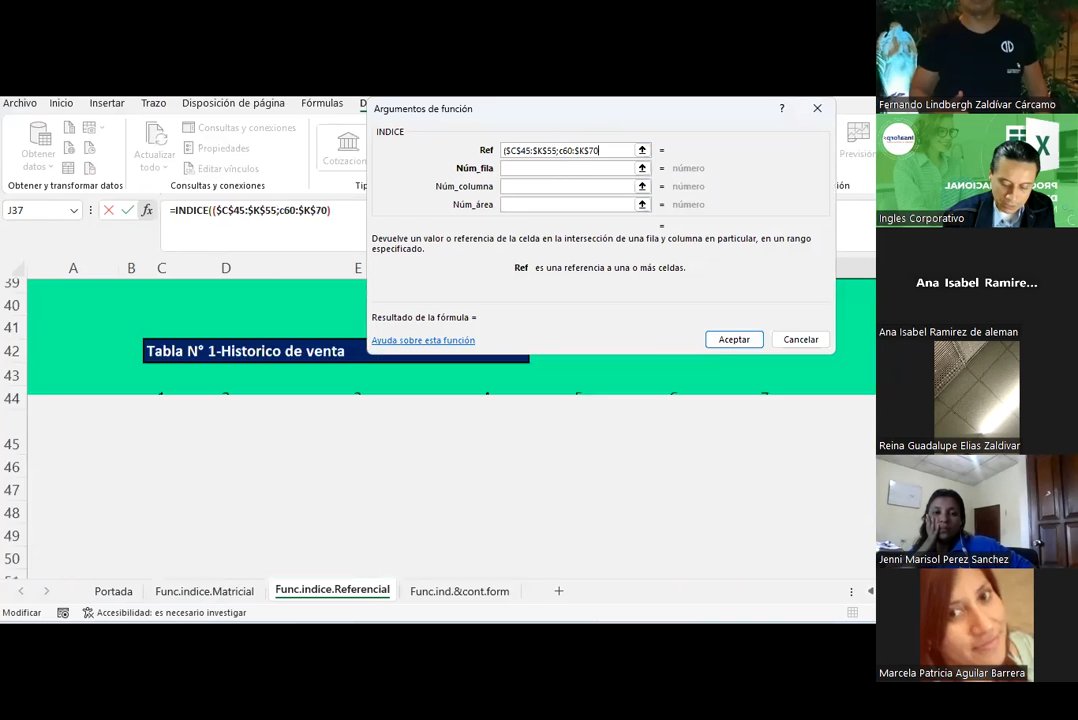 Archivo Inicio Insertar Trazo Disposición de página Fórmulas D
Obtener datos
Actualizar todo
Consultas y conexiones
Propiedades
Editar vínculos
Cotizacion
Previsión
Obtener y transformar datos
Consultas y conexiones
Tip
ión
Argumentos de función
?
INDICE
Ref ($C$45:$K$55;c60:$K$70 =
Núm_fila = número
Núm_columna = número
Núm_área = número
=
Devuelve un valor o referencia de la celda en la intersección de una fila y columna en particular, en un rango
especificado.
Ref es una referencia a una o más celdas.
Resultado de la fórmula =
Ayuda sobre esta función
Aceptar Cancelar
J37
fx
=INDICE(($C$45:$K$55;c60:$K$70)
A B C D E
39
40
41
42 Tabla N° 1-Historico de venta
43
44
45
46
47
48
49
50
Portada Func.indice.Matricial Func.indice.Referencial Func.ind.&cont.form +
Modificar Accesibilidad: es necesario investigar
Fernando Lindbergh Zaldívar Cárcamo
Insaforp
Ingles Corporativo
Ana Isabel Ramire...
Ana Isabel Ramirez de aleman
Reina Guadalupe Elias Zaldivar
Jenni Marisol Perez Sanchez
Marcela Patricia Aguilar Barrera